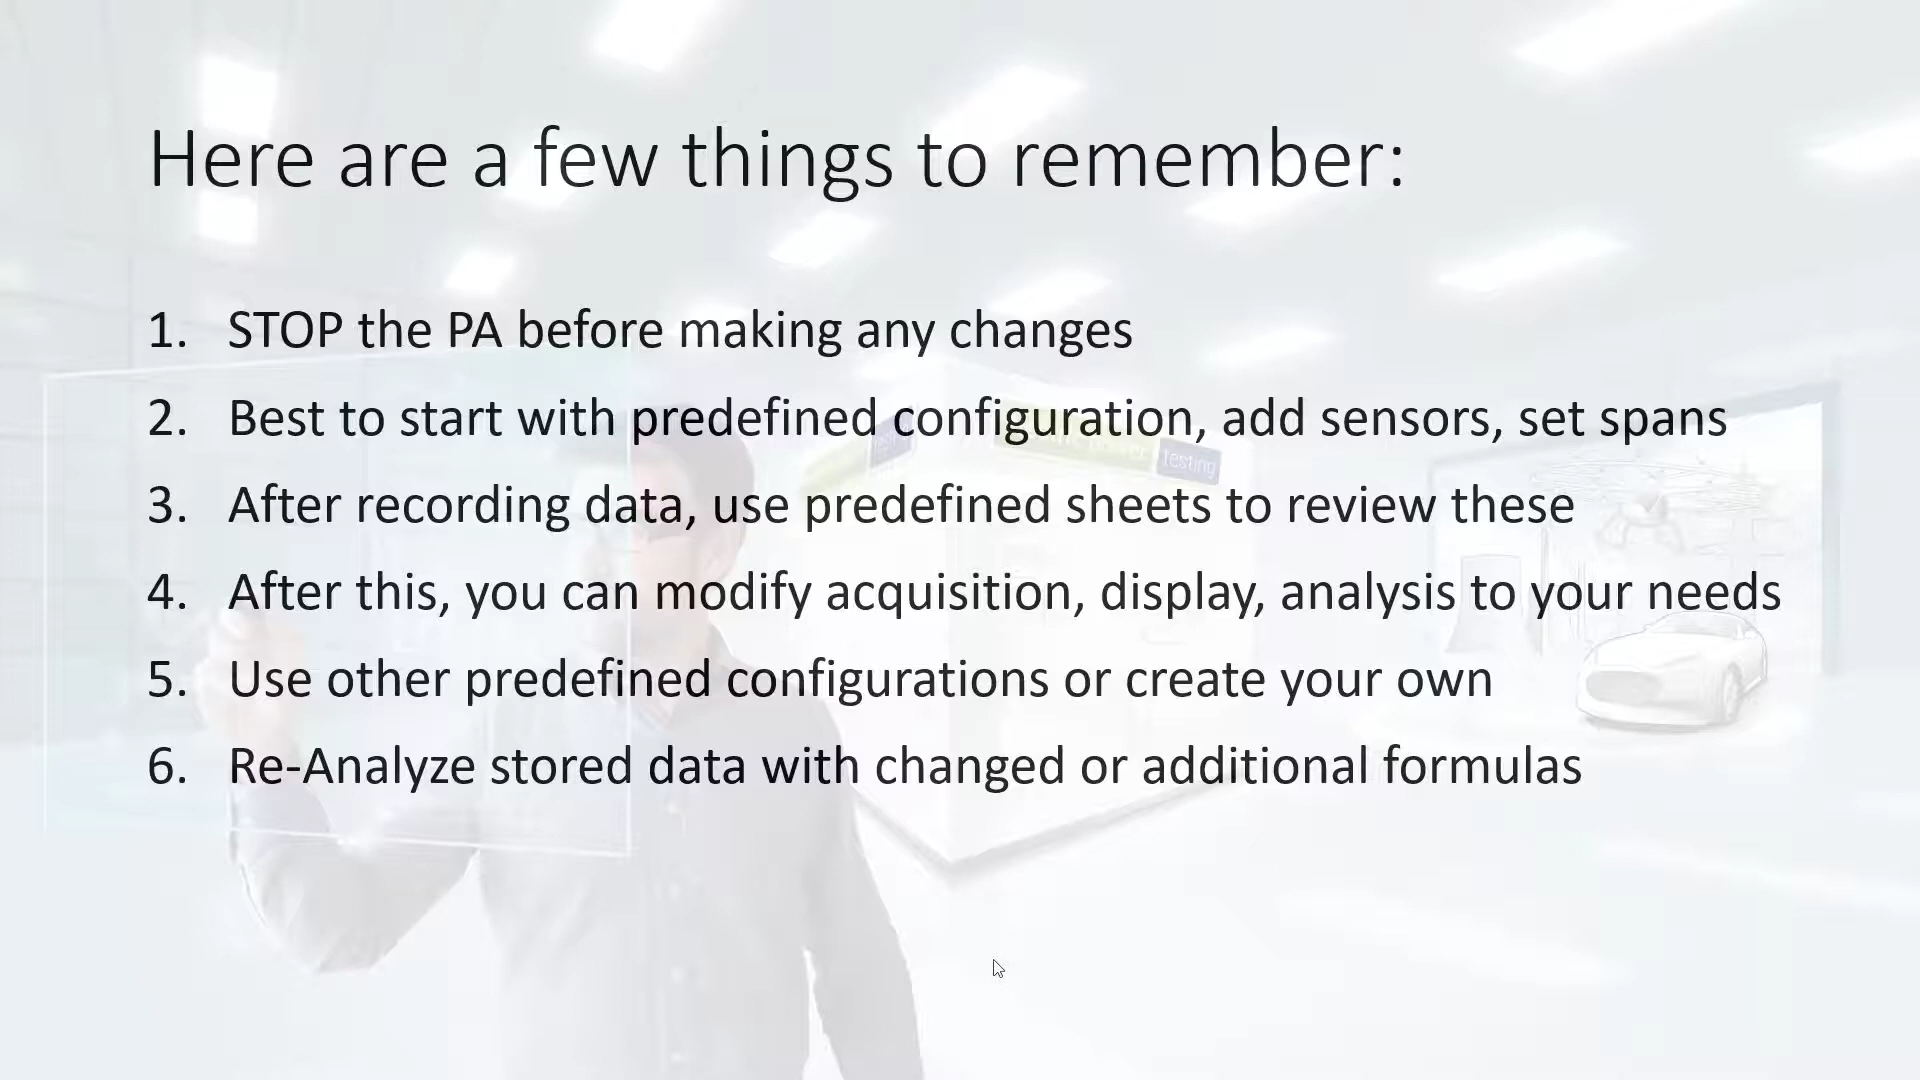 Here are a few things to remember:
1. STOP the PA before making any changes
2. Best to start with predefined configuration, add sensors, set spans
3. After recording data, use predefined sheets to review these
4. After this, you can modify acquisition, display, analysis to your needs
5. Use other predefined configurations or create your own
6. Re-Analyze stored data with changed or additional formulas
testing